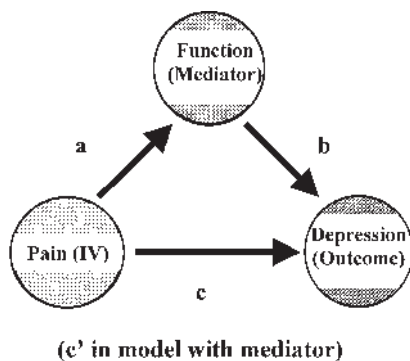 Function
(Mediator)
a
b
Pain (IV)
Depression
(Outcome)
c
(c' in model with mediator)